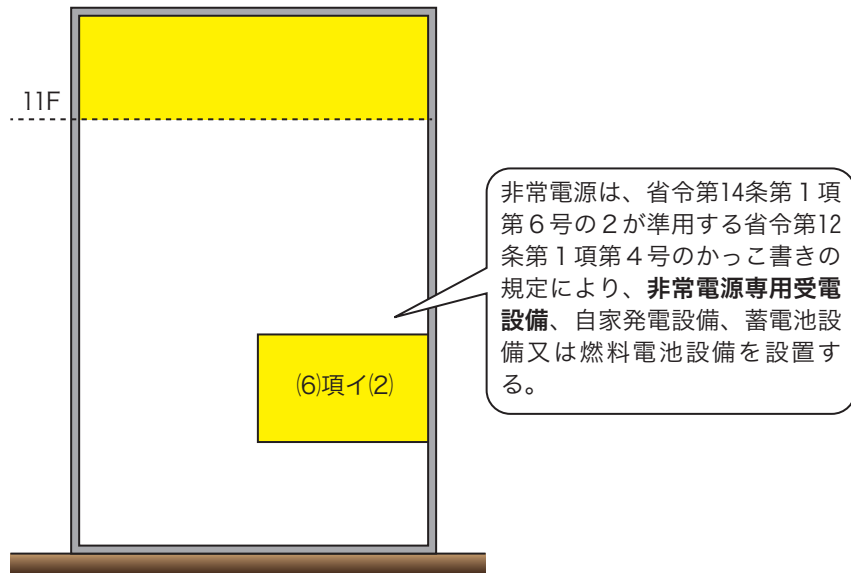 11F
非常電源は、省令第14条第１項
第６号の２が準用する省令第12
条第１項第４号のかっこ書きの
規定により、非常電源専用受電
設備、自家発電設備、蓄電池設
備又は燃料電池設備を設置す
る。
⑹項イ⑵